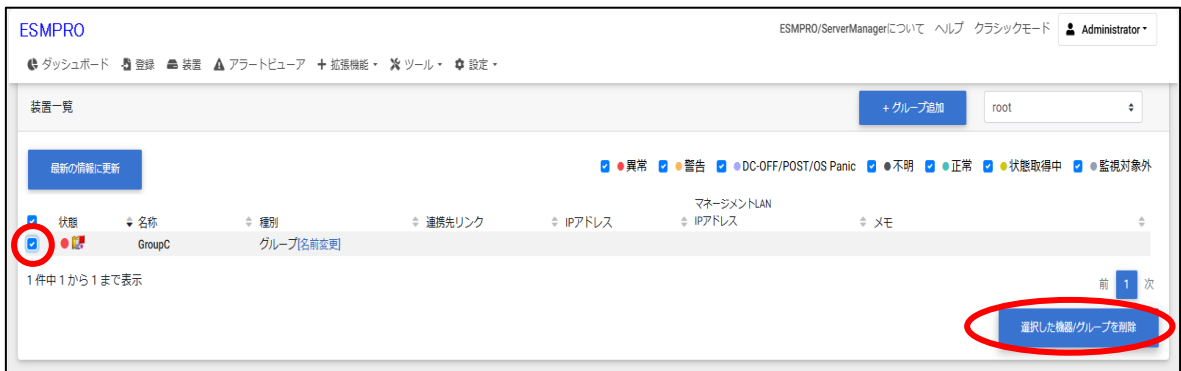 ESMPRO
ESMPRO/ServerManagerについて ヘルプ クラシックモード Administrator
ダッシュボード 登録 装置 アラートビューア 拡張機能 ツール 設定
装置一覧
+ グループ追加
root
最新の情報に更新
異常 警告 DC-OFF/POST/OS Panic 不明 正常 状態取得中 監視対象外
状態 名称 種別 連携先リンク IPアドレス マネージメントLAN IPアドレス メモ
GroupC グループ[名前変更]
1 件中 1 から 1 まで表示
前 1 次
選択した機器/グループを削除